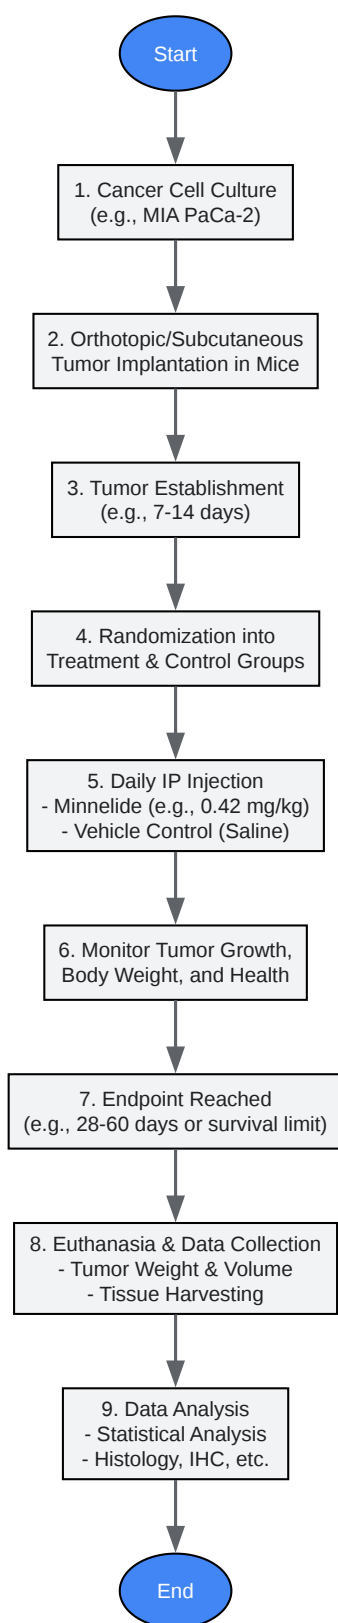 Start
1. Cancer Cell Culture
(e.g., MIA PaCa-2)
2. Orthotopic/Subcutaneous
Tumor Implantation in Mice
3. Tumor Establishment
(e.g., 7-14 days)
4. Randomization into
Treatment & Control Groups
5. Daily IP Injection
- Minnelide (e.g., 0.42 mg/kg)
- Vehicle Control (Saline)
6. Monitor Tumor Growth,
Body Weight, and Health
7. Endpoint Reached
(e.g., 28-60 days or survival limit)
8. Euthanasia & Data Collection
- Tumor Weight & Volume
- Tissue Harvesting
9. Data Analysis
- Statistical Analysis
- Histology, IHC, etc.
End